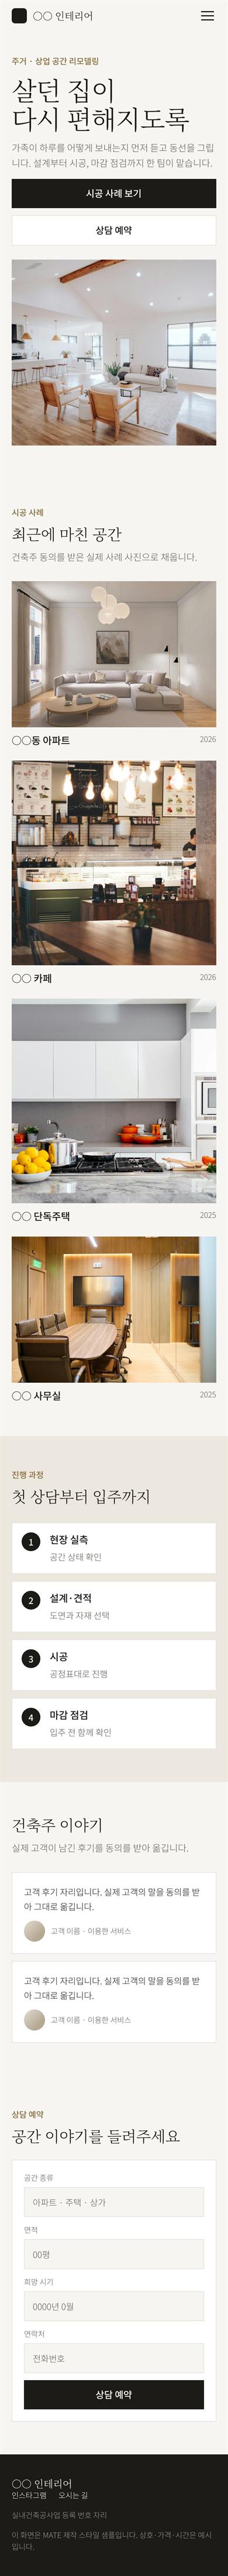 ○○ 인테리어
주거 · 상업 공간 리모델링
살던 집이
다시 편해지도록
가족이 하루를 어떻게 보내는지 먼저 듣고 동선을 그립
니다. 설계부터 시공, 마감 점검까지 한 팀이 맡습니다.
시공 사례 보기
상담 예약
시공 사례
최근에 마친 공간
건축주 동의를 받은 실제 사례 사진으로 채웁니다.
○○동 아파트 2026
○○ 카페 2026
○○ 단독주택 2025
○○ 사무실 2025
진행 과정
첫 상담부터 입주까지
1 현장 실측
공간 상태 확인
2 설계·견적
도면과 자재 선택
3 시공
공정표대로 진행
4 마감 점검
입주 전 함께 확인
건축주 이야기
실제 고객이 남긴 후기를 동의를 받아 옮깁니다.
고객 후기 자리입니다. 실제 고객의 말을 동의를 받
아 그대로 옮깁니다.
고객 이름 · 이용한 서비스
고객 후기 자리입니다. 실제 고객의 말을 동의를 받
아 그대로 옮깁니다.
고객 이름 · 이용한 서비스
상담 예약
공간 이야기를 들려주세요
공간 종류
아파트 · 주택 · 상가
면적
00평
희망 시기
0000년 0월
연락처
전화번호
상담 예약
○○ 인테리어
인스타그램 오시는 길
실내건축공사업 등록 번호 자리
이 화면은 MATE 제작 스타일 샘플입니다. 상호·가격·시간은 예시
입니다.